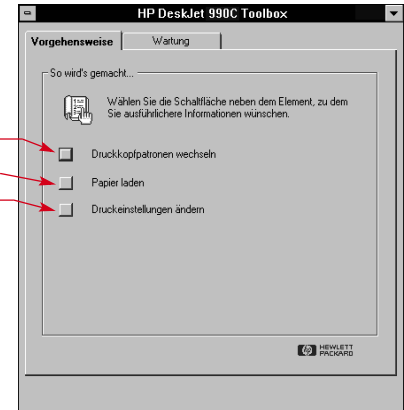 HP DeskJet 990C Toolbox
Vorgehensweise
Wartung
So wird's gemacht...
Wählen Sie die Schaltfläche neben dem Element, zu dem
Sie ausführlichere Informationen wünschen.
Druckkopfpatronen wechseln
Papier laden
Druckeinstellungen ändern
hp HEWLETT
PACKARD